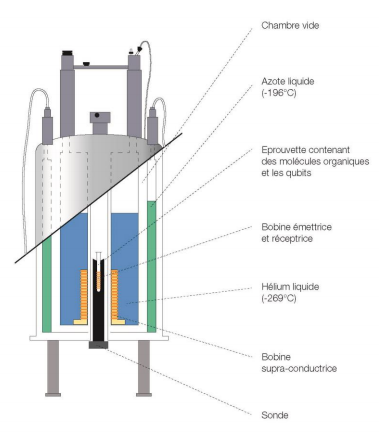 Chambre vide
Azote liquide
(-196°C)
Eprouvette contenant
des molécules organiques
et les qubits
Bobine émettrice
et réceptrice
Hélium liquide
(-269°C)
Bobine
supra-conductrice
Sonde